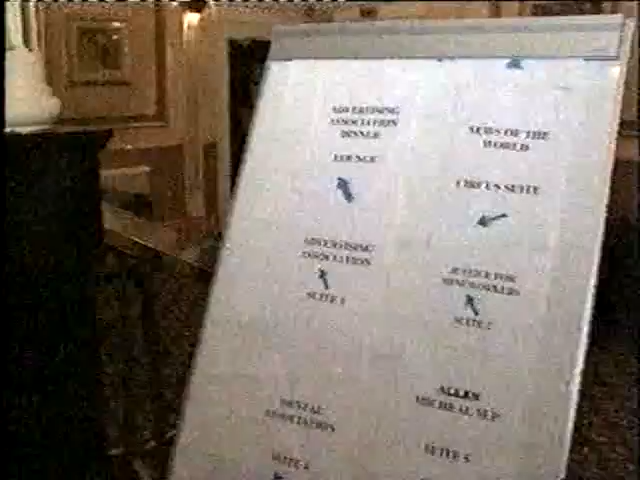 ADVERTISING
ASSOCIATION
DINNER
LOUNGE
NEWS OF THE
WORLD
CIRCUS SUITE
ADVERTISING
ASSOCIATION
SUITE 1
JUSTICE FOR
MINEWORKERS
SUITE 2
DENTAL
ASSOCIATION
SUITE 4
ALLEN
SUITE 5